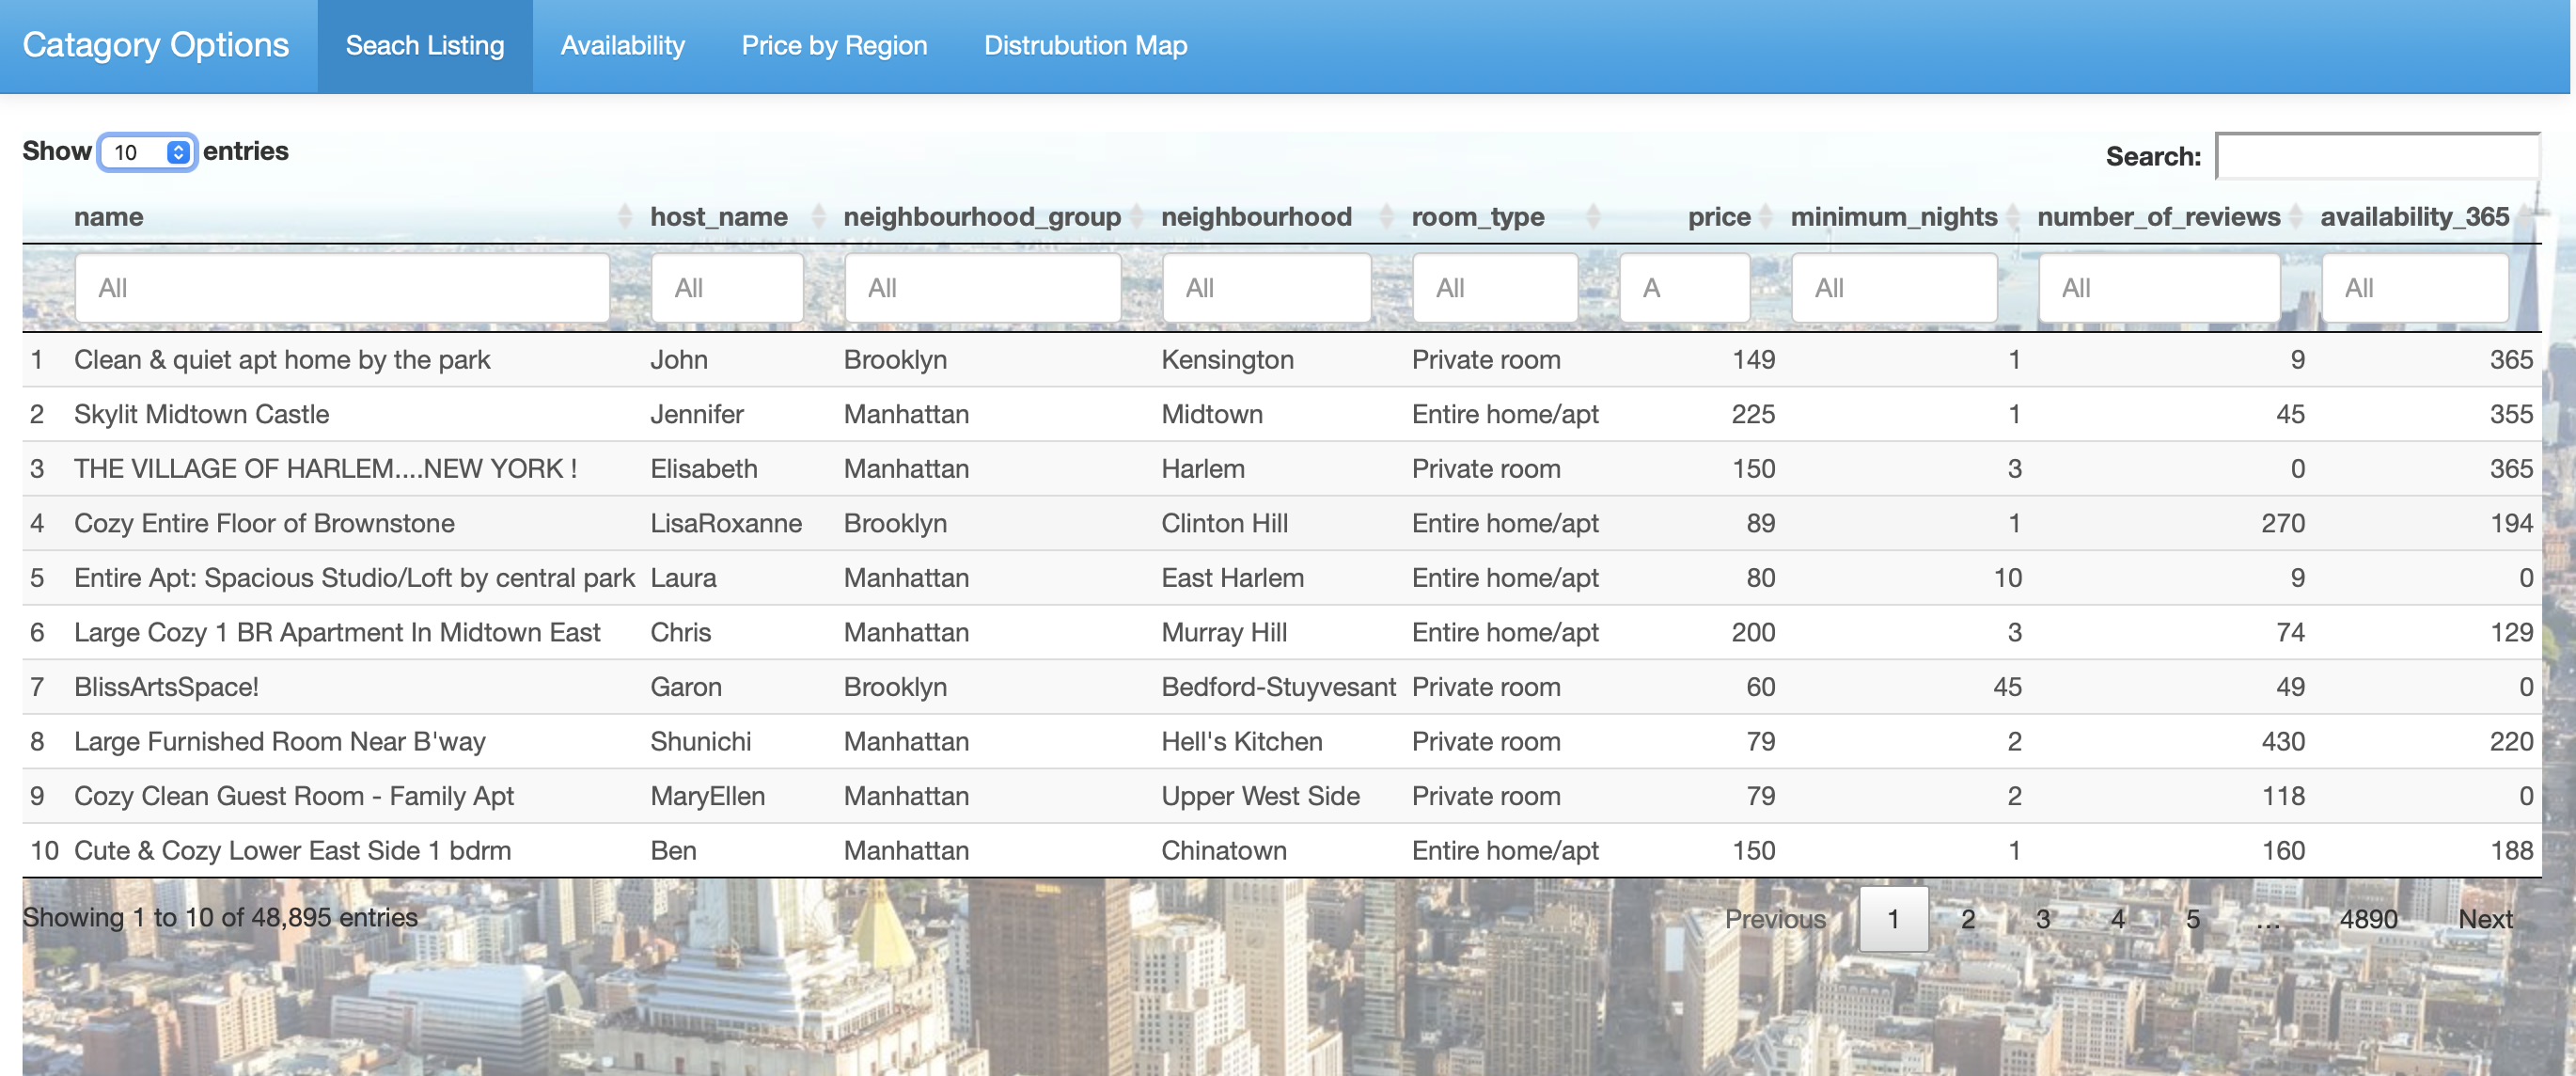 Catagory Options Seach Listing Availability Price by Region Distrubution Map
Show 10 entries Search:
name host_name neighbourhood_group neighbourhood room_type price minimum_nights number_of_reviews availability_365
All All All All All A All All All
1 Clean & quiet apt home by the park John Brooklyn Kensington Private room 149 1 9 365
2 Skylit Midtown Castle Jennifer Manhattan Midtown Entire home/apt 225 1 45 355
3 THE VILLAGE OF HARLEM....NEW YORK ! Elisabeth Manhattan Harlem Private room 150 3 0 365
4 Cozy Entire Floor of Brownstone LisaRoxanne Brooklyn Clinton Hill Entire home/apt 89 1 270 194
5 Entire Apt: Spacious Studio/Loft by central park Laura Manhattan East Harlem Entire home/apt 80 10 9 0
6 Large Cozy 1 BR Apartment In Midtown East Chris Manhattan Murray Hill Entire home/apt 200 3 74 129
7 BlissArtsSpace! Garon Brooklyn Bedford-Stuyvesant Private room 60 45 49 0
8 Large Furnished Room Near B'way Shunichi Manhattan Hell's Kitchen Private room 79 2 430 220
9 Cozy Clean Guest Room - Family Apt MaryEllen Manhattan Upper West Side Private room 79 2 118 0
10 Cute & Cozy Lower East Side 1 bdrm Ben Manhattan Chinatown Entire home/apt 150 1 160 188
Showing 1 to 10 of 48,895 entries Previous 1 2 3 4 5 … 4890 Next